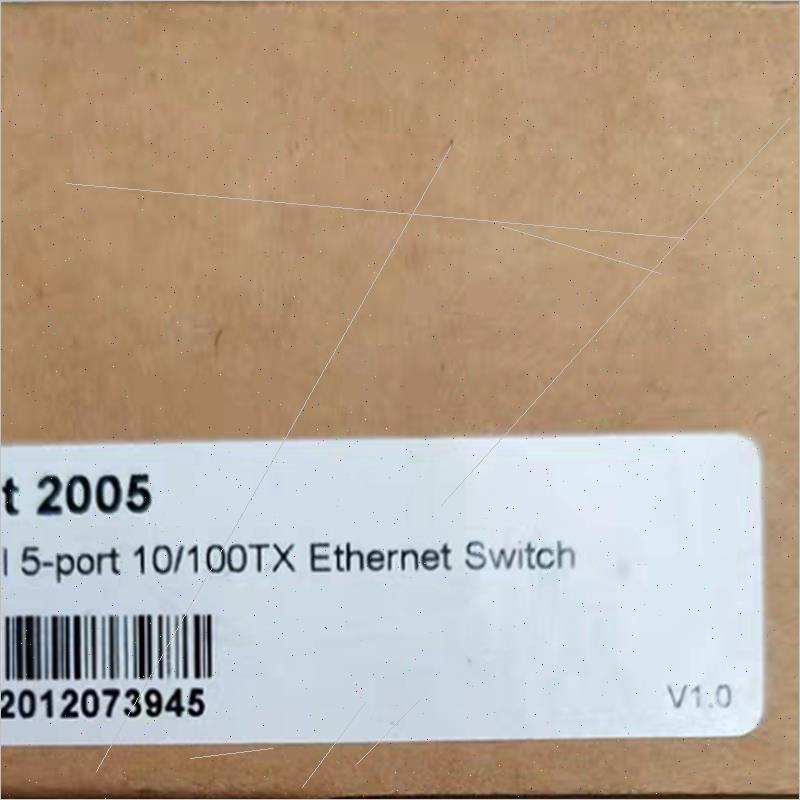 t 2005
l 5-port 10/100TX Ethernet Switch
2012073945
V1.0